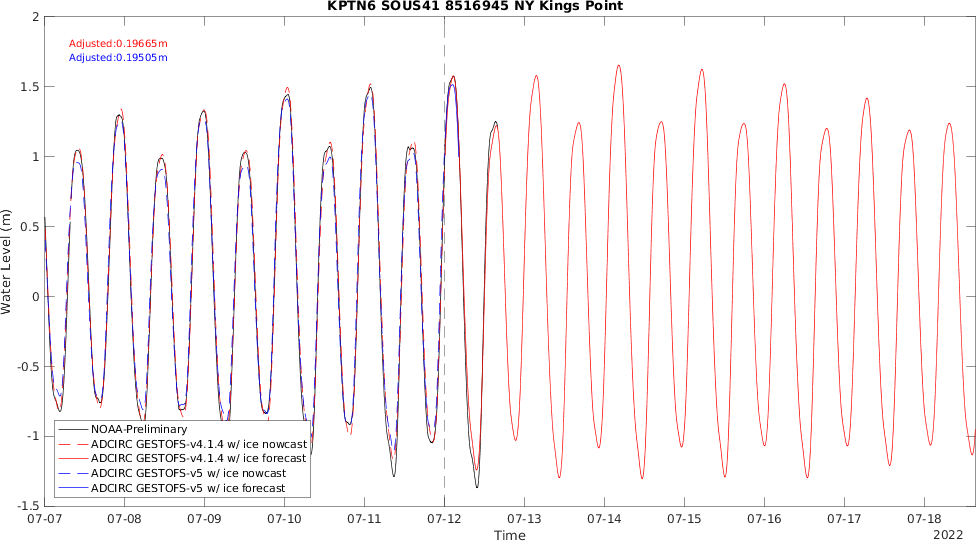 KPTN6 SOUS41 8516945 NY Kings Point
Adjusted:0.19665m
Adjusted:0.19505m
2
1.5
1
0.5
0
-0.5
-1
-1.5
Water Level (m)
NOAA-Preliminary
ADCIRC GESTOFS-v4.1.4 w/ ice nowcast
ADCIRC GESTOFS-v4.1.4 w/ ice forecast
ADCIRC GESTOFS-v5 w/ ice nowcast
ADCIRC GESTOFS-v5 w/ ice forecast
07-07 07-08 07-09 07-10 07-11 07-12 07-13 07-14 07-15 07-16 07-17 07-18
Time
2022